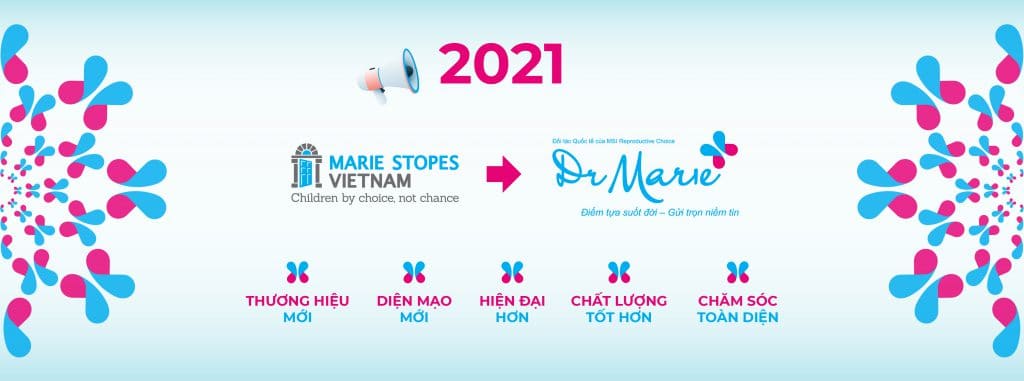 2021
MARIE STOPES
VIETNAM
Children by choice, not chance
Đối tác Quốc tế của MSI Reproductive Choice
Dr Marie
Điểm tựa suốt đời – Gửi trọn niềm tin
THƯƠNG HIỆU
MỚI
DIỆN MẠO
MỚI
HIỆN ĐẠI
HƠN
CHẤT LƯỢNG
TỐT HƠN
CHĂM SÓC
TOÀN DIỆN